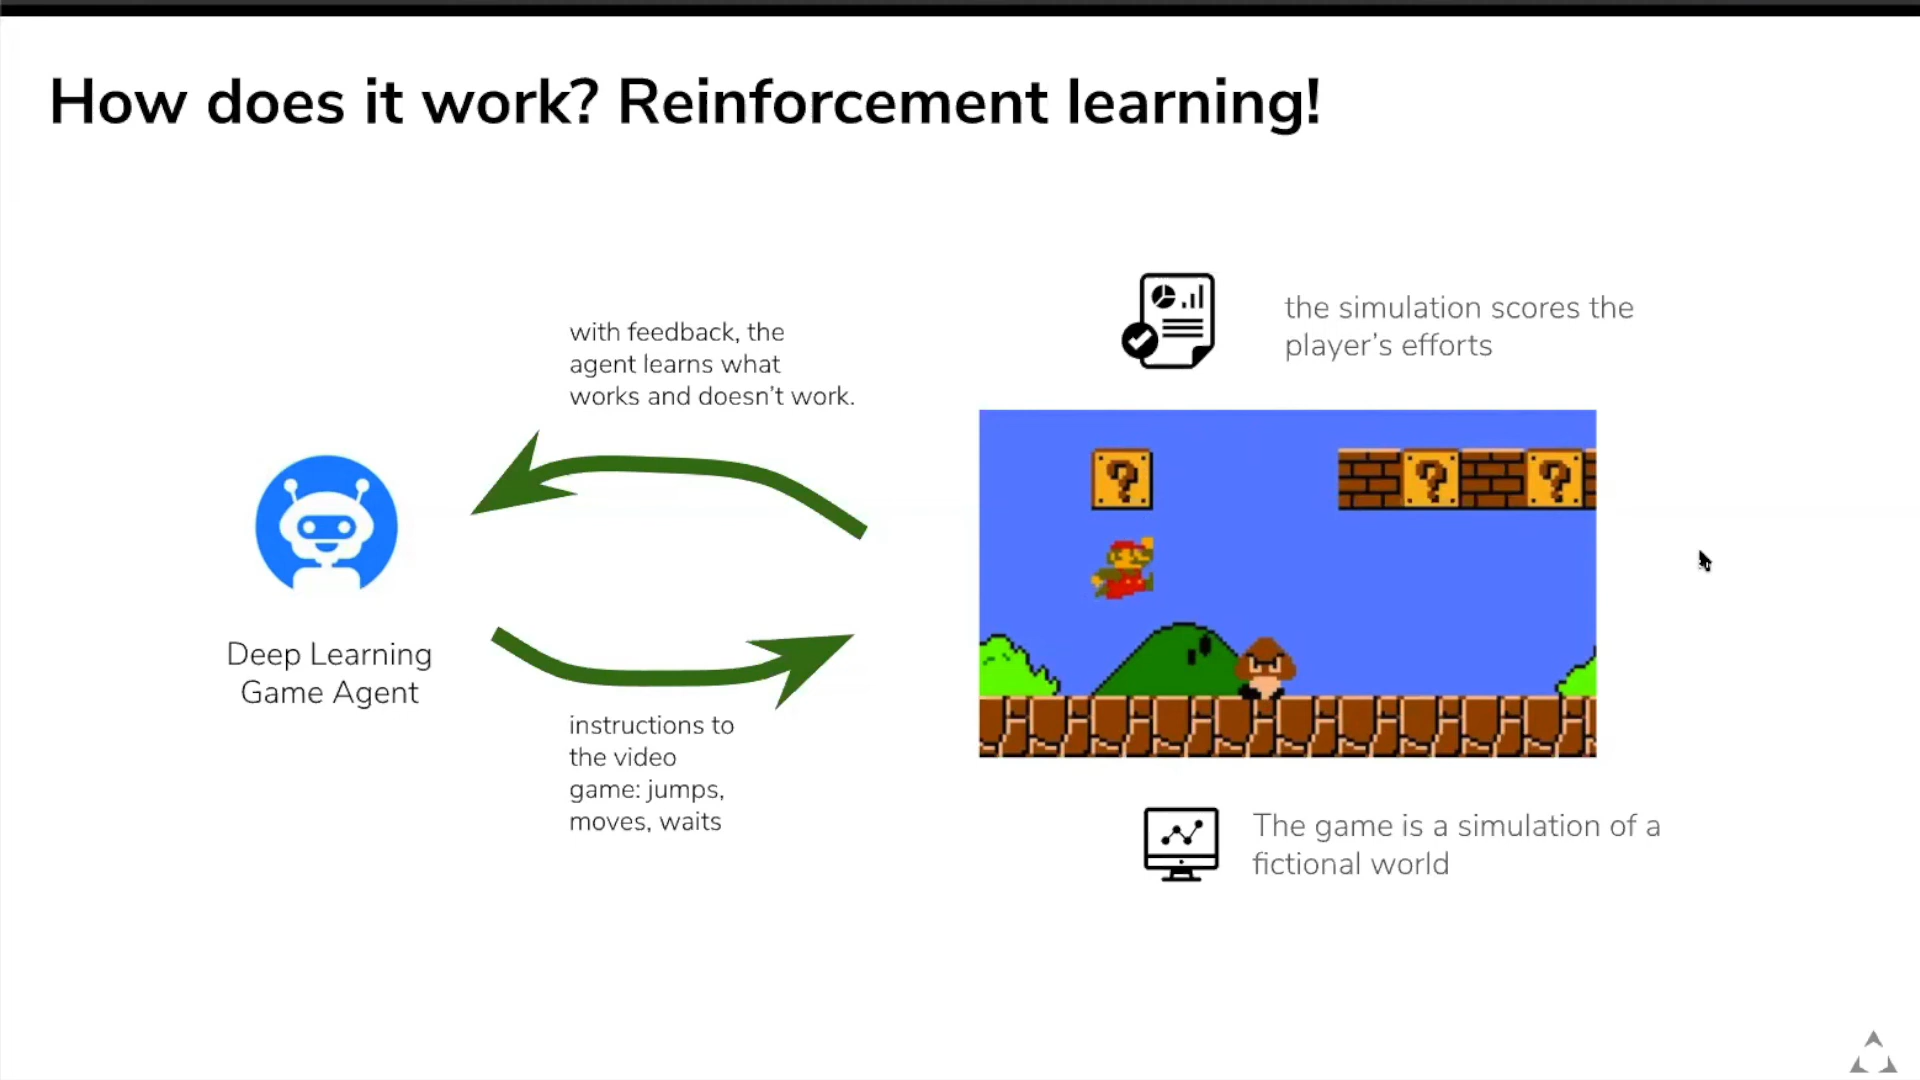 How does it work? Reinforcement learning!
with feedback, the
agent learns what
works and doesn't work.
the simulation scores the
player's efforts
? ? ?
Deep Learning
Game Agent
instructions to
the video
game: jumps,
moves, waits
The game is a simulation of a
fictional world